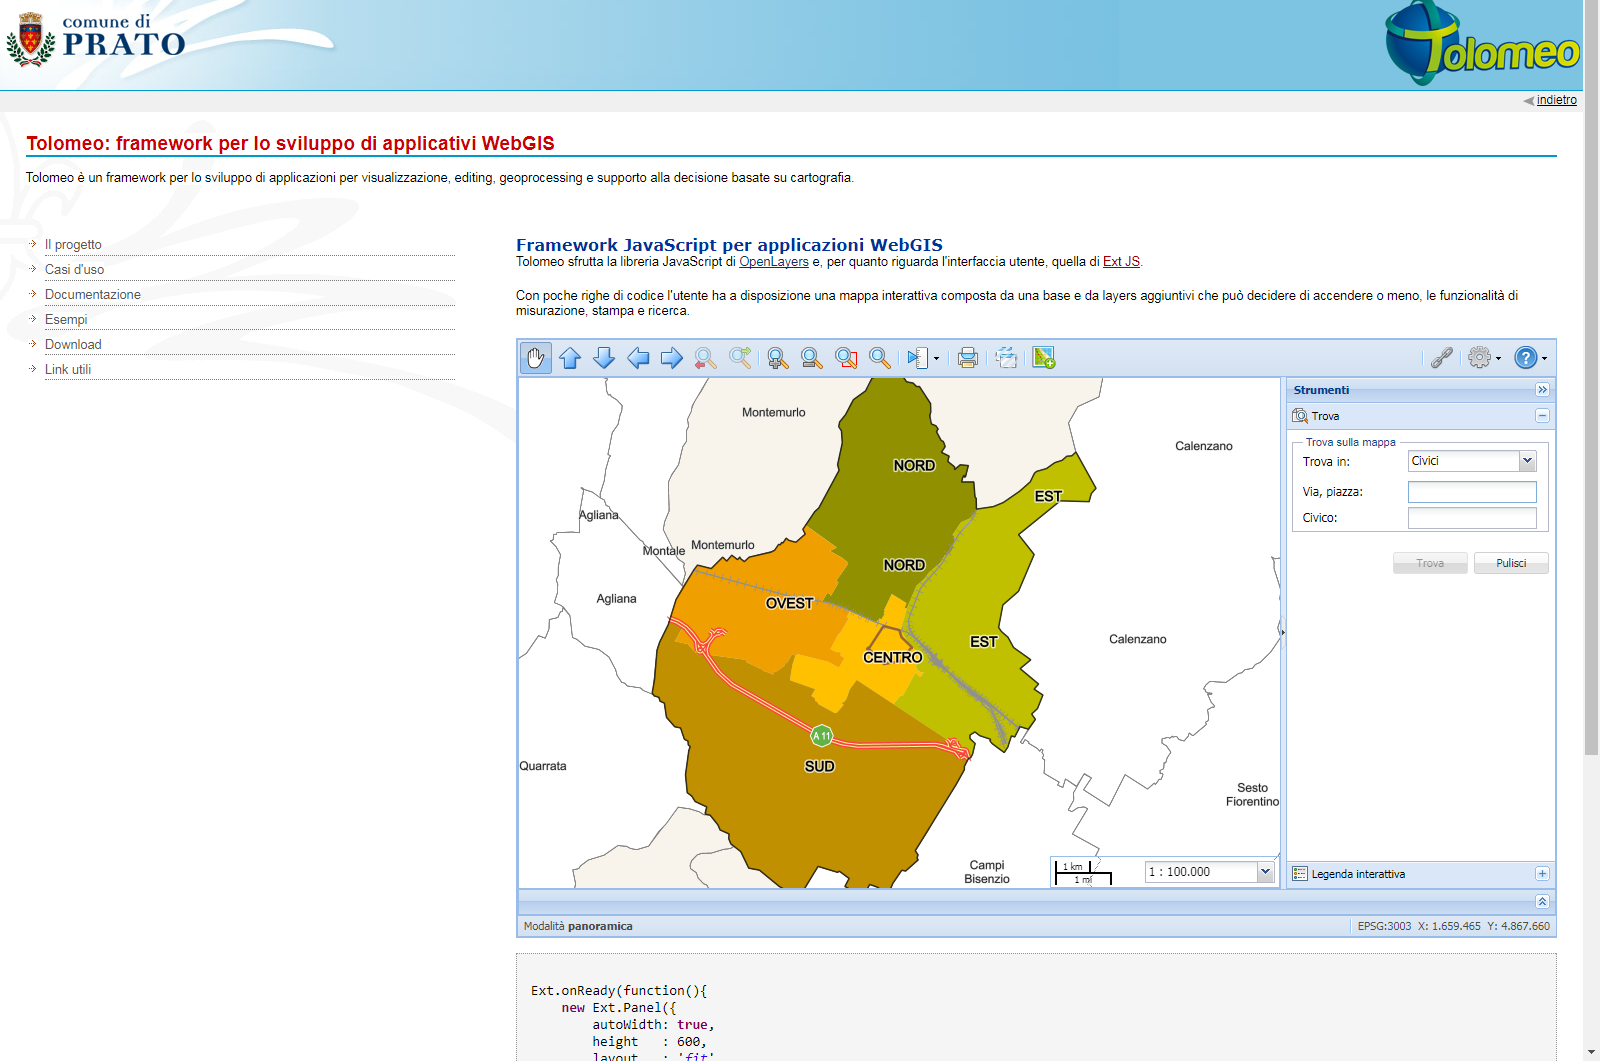 comune di
PRATO
Tolomeo
indietro
Tolomeo: framework per lo sviluppo di applicativi WebGIS
Tolomeo è un framework per lo sviluppo di applicazioni per visualizzazione, editing, geoprocessing e supporto alla decisione basate su cartografia.
Il progetto
Casi d'uso
Documentazione
Esempi
Download
Link utili
Framework JavaScript per applicazioni WebGIS
Tolomeo sfrutta la libreria JavaScript di OpenLayers e, per quanto riguarda l'interfaccia utente, quella di Ext JS.
Con poche righe di codice l'utente ha a disposizione una mappa interattiva composta da una base e da layers aggiuntivi che può decidere di accendere o meno, le funzionalità di
misurazione, stampa e ricerca.
Montemurlo
Calenzano
NORD
EST
Agliana
Montale
Montemurlo
NORD
Agliana
OVEST
Calenzano
EST
CENTRO
A 11
SUD
Quarrata
Sesto
Fiorentino
Campi
Bisenzio
1 km
1 mi
1 : 100.000
Strumenti
Trova
Trova sulla mappa
Trova in:
Civici
Via, piazza:
Civico:
Trova
Pulisci
Legenda interattiva
Modalità panoramica
EPSG:3003 X: 1.659.465 Y: 4.867.660
Ext.onReady(function(){
new Ext.Panel({
autoWidth: true,
height : 600,
layout : 'fit'